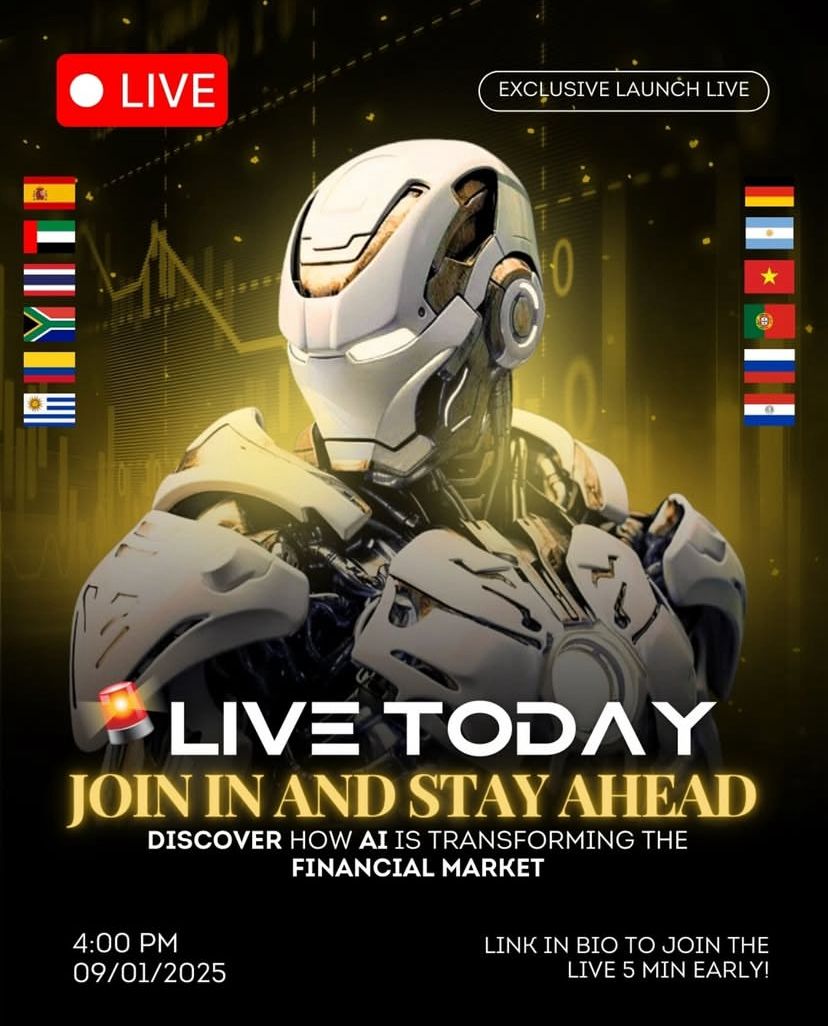 LIVE
EXCLUSIVE LAUNCH LIVE
LIVE TODAY
JOIN IN AND STAY AHEAD
DISCOVER HOW AI IS TRANSFORMING THE
FINANCIAL MARKET
4:00 PM
09/01/2025
LINK IN BIO TO JOIN THE
LIVE 5 MIN EARLY!